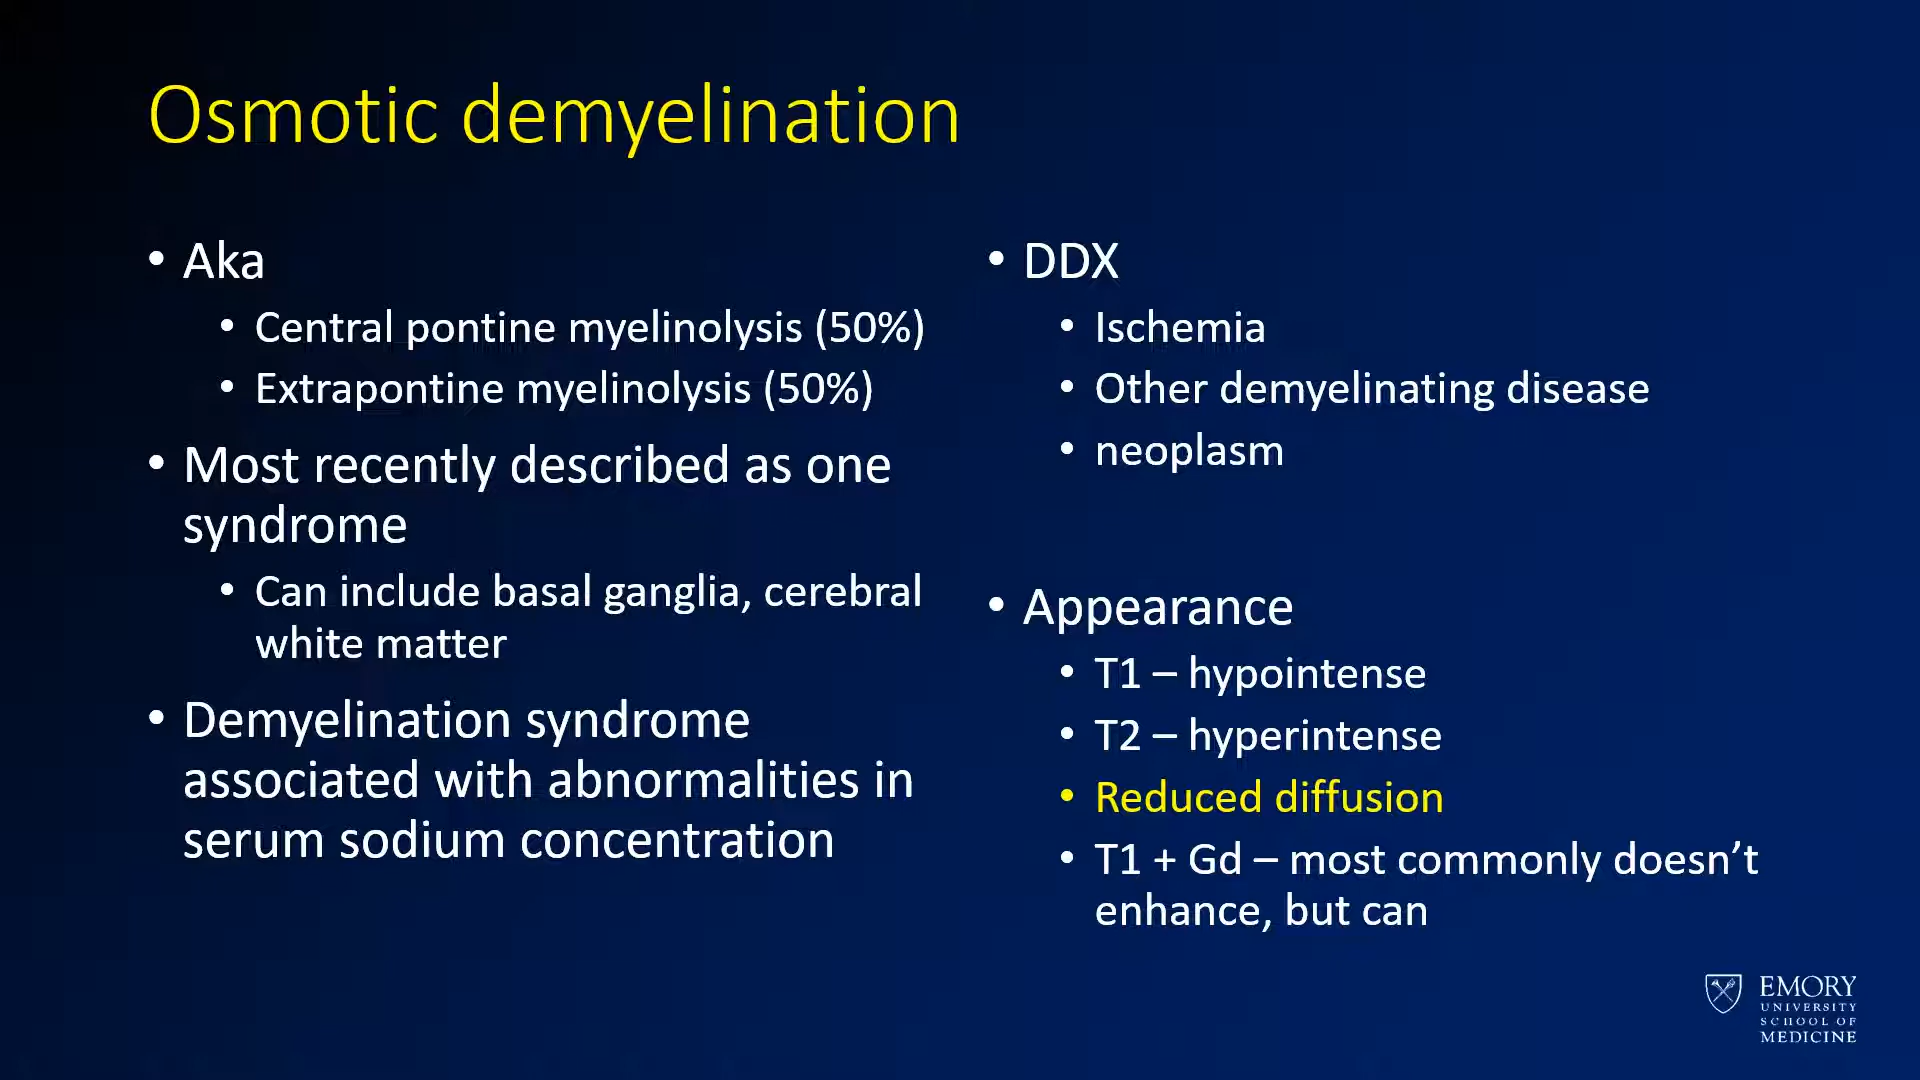 Osmotic demyelination
• Aka
• Central pontine myelinolysis (50%)
• Extrapontine myelinolysis (50%)
• Most recently described as one
syndrome
• Can include basal ganglia, cerebral
white matter
• Demyelination syndrome
associated with abnormalities in
serum sodium concentration
• DDX
• Ischemia
• Other demyelinating disease
• neoplasm
• Appearance
• T1 – hypointense
• T2 – hyperintense
• Reduced diffusion
• T1 + Gd – most commonly doesn’t
enhance, but can
EMORY
UNIVERSITY
SCHOOL OF
MEDICINE